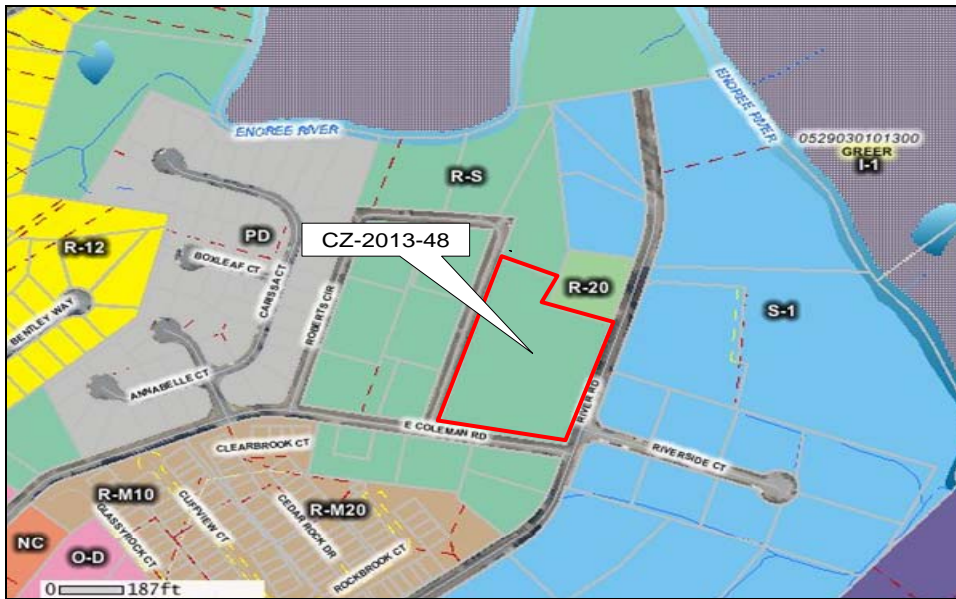 ENOREE RIVER
ENOREE RIVER
0529030101300
GREER
I-1
R-S
CZ-2013-48
PD
R-12
BOXLEAF CT
CARISSA CT
ROBERTS CIR
R-20
S-1
BENTLEY WAY
ANNABELLE CT
RIVER RD
E COLEMAN RD
CLEARBROOK CT
RIVERSIDE CT
R-M10
CLIFFVIEW CT
CEDAR ROCK DR
R-M20
GLASSYROCK CT
NC
O-D
ROCKBROOK CT
0 187ft